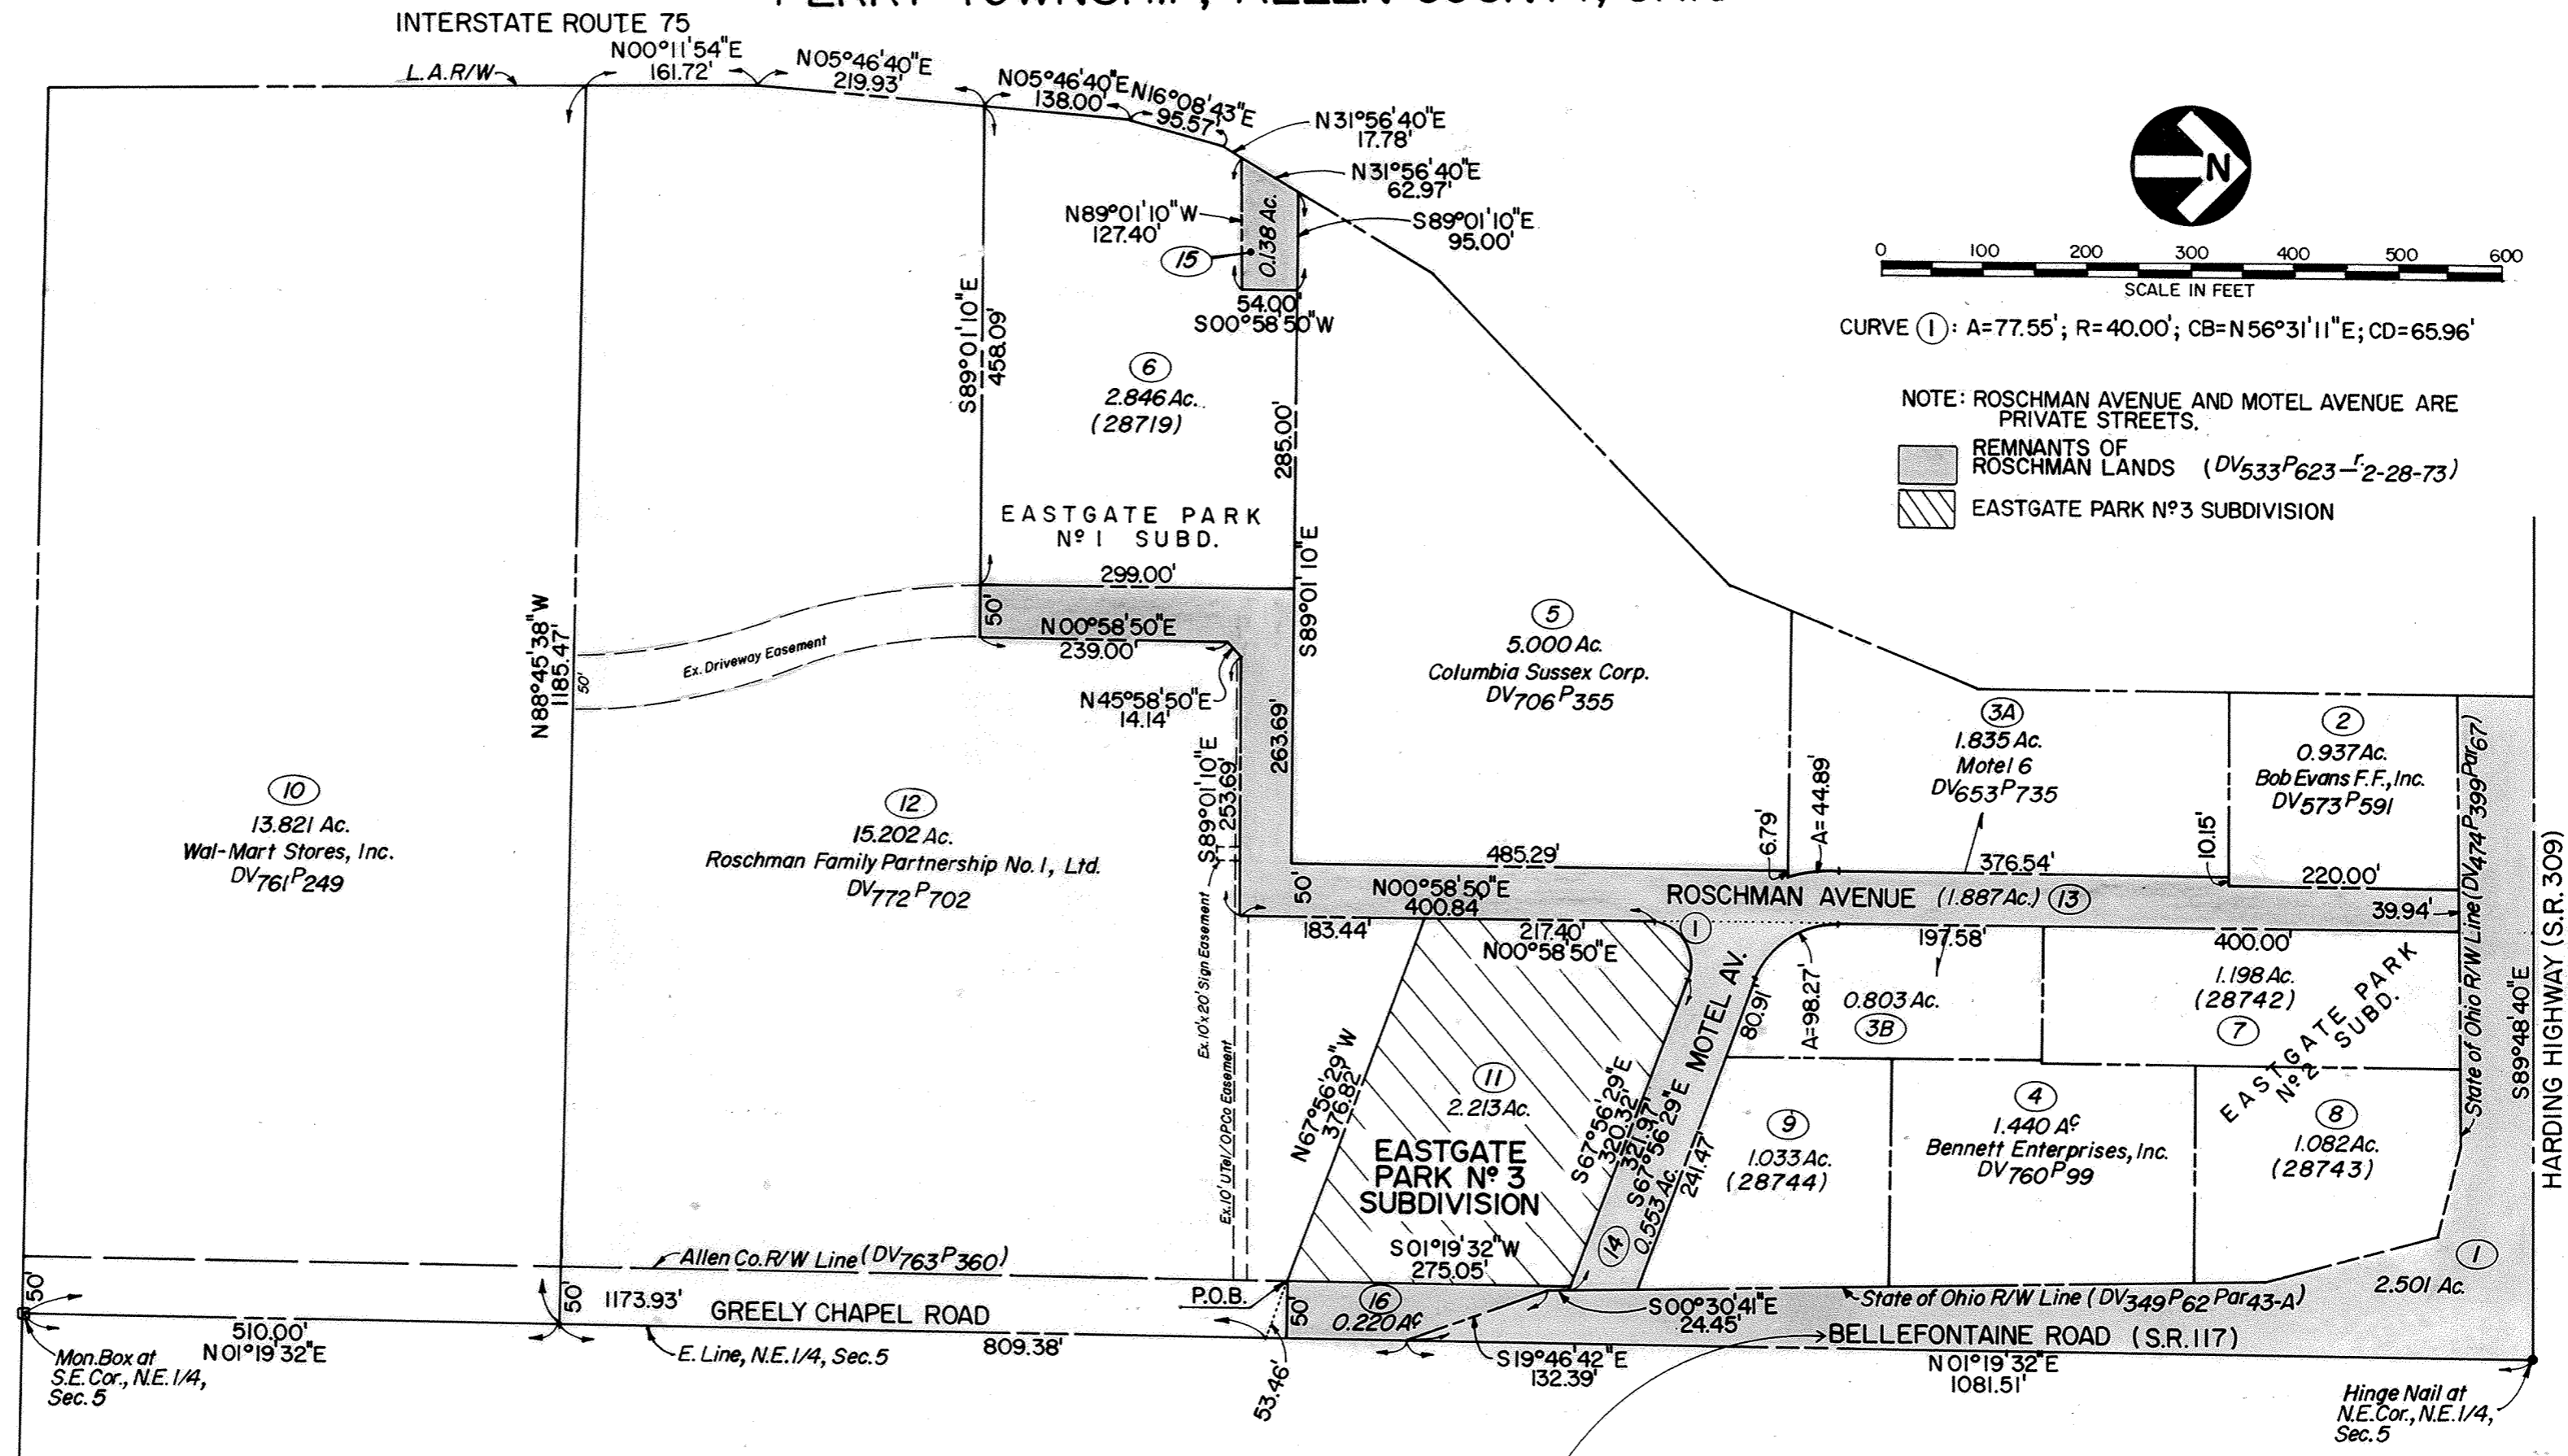 INTERSTATE ROUTE 75
L.A.R/W
N00°11'54"E
161.72'
N05°46'40"E
219.93'
N05°46'40"E
138.00'
N16°08'43"E
95.57'
N31°56'40"E
17.78'
N31°56'40"E
62.97'
N89°01'10"W
127.40'
S89°01'10"E
95.00'
15
0.138 Ac.
54.00'
S00°58'50"W
N
0 100 200 300 400 500 600
SCALE IN FEET
CURVE 1: A=77.55'; R=40.00'; CB=N56°31'11"E; CD=65.96'
NOTE: ROSCHMAN AVENUE AND MOTEL AVENUE ARE
PRIVATE STREETS.
REMNANTS OF
ROSCHMAN LANDS (DV533P623-r.2-28-73)
EASTGATE PARK Nº3 SUBDIVISION
S89°01'10"E
458.09'
6
2.846 Ac.
(28719)
285.00'
EASTGATE PARK
Nº1 SUBD.
299.00'
S89°01'10"E
50'
N00°58'50"E
239.00'
N45°58'50"E
14.14'
Ex. Driveway Easement
N88°45'38"W
1185.47'
50'
5
5.000 Ac.
Columbia Sussex Corp.
DV706P355
263.69'
S89°01'10"E
253.69'
3A
1.835 Ac.
Motel 6
DV653P735
2
0.937 Ac.
Bob Evans F.F., Inc.
DV573P591
State of Ohio R/W Line (DV474P399Par67)
HARDING HIGHWAY (S.R. 309)
S89°48'40"E
10
13.821 Ac.
Wal-Mart Stores, Inc.
DV761P249
12
15.202 Ac.
Roschman Family Partnership No. 1, Ltd.
DV772P702
485.29'
6.79'
A=44.89'
376.54'
10.15'
220.00'
50'
N00°58'50"E
400.84'
ROSCHMAN AVENUE (1.887 Ac.) 13
39.94'
183.44'
217.40'
N00°58'50"E
1
197.58'
400.00'
Ex. 10'x20' Sign Easement
Ex. 10' UTel/OPCo Easement
MOTEL AV.
80.91'
A=98.27'
0.803 Ac.
3B
1.198 Ac.
(28742)
7
EASTGATE PARK
Nº2 SUBD.
N67°56'29"W
376.82'
11
2.213 Ac.
EASTGATE
PARK Nº 3
SUBDIVISION
S67°56'29"E
320.32'
321.97'
S67°56'29"E
0.553 Ac.
241.47'
14
9
1.033 Ac.
(28744)
4
1.440 Ac
Bennett Enterprises, Inc.
DV760P99
8
1.082 Ac.
(28743)
S01°19'32"W
275.05'
Allen Co. R/W Line (DV763P360)
50'
50'
1173.93'
GREELY CHAPEL ROAD
P.O.B.
50'
16
0.220 Ac
S00°30'41"E
24.45'
State of Ohio R/W Line (DV349P62Par43-A)
1
2.501 Ac.
BELLEFONTAINE ROAD (S.R. 117)
510.00'
N01°19'32"E
E. Line, N.E. 1/4, Sec. 5
809.38'
53.46'
S19°46'42"E
132.39'
N01°19'32"E
1081.51'
Mon. Box at
S.E. Cor., N.E. 1/4,
Sec. 5
Hinge Nail at
N.E. Cor., N.E. 1/4,
Sec. 5